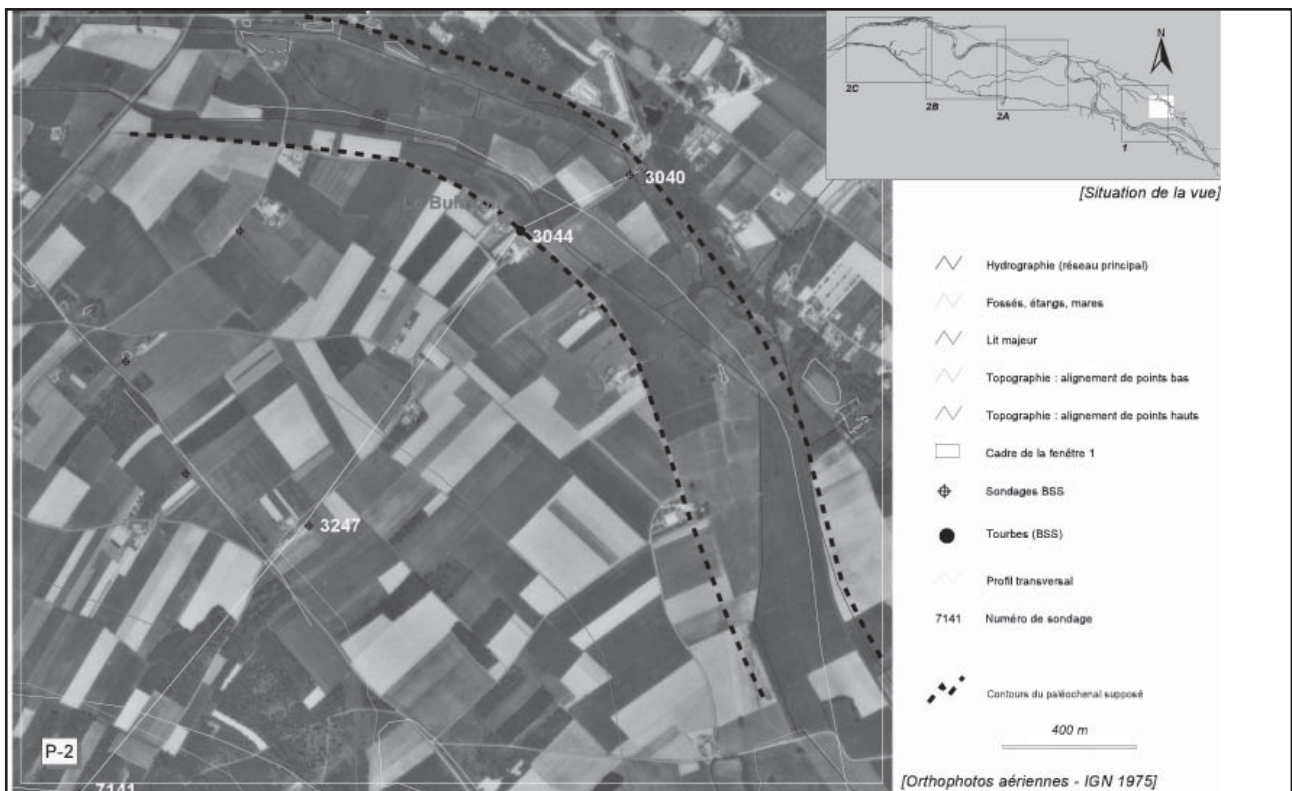 N
2C
2B
2A
1
[Situation de la vue]
3040
3044
3247
7141
P-2
Hydrographie (réseau principal)
Fossés, étangs, mares
Lit majeur
Topographie : alignement de points bas
Topographie : alignement de points hauts
Cadre de la fenêtre 1
Sondages BSS
Tourbes (BSS)
Profil transversal
7141 Numéro de sondage
Contours du paléochenal supposé
400 m
[Orthophotos aériennes - IGN 1975]